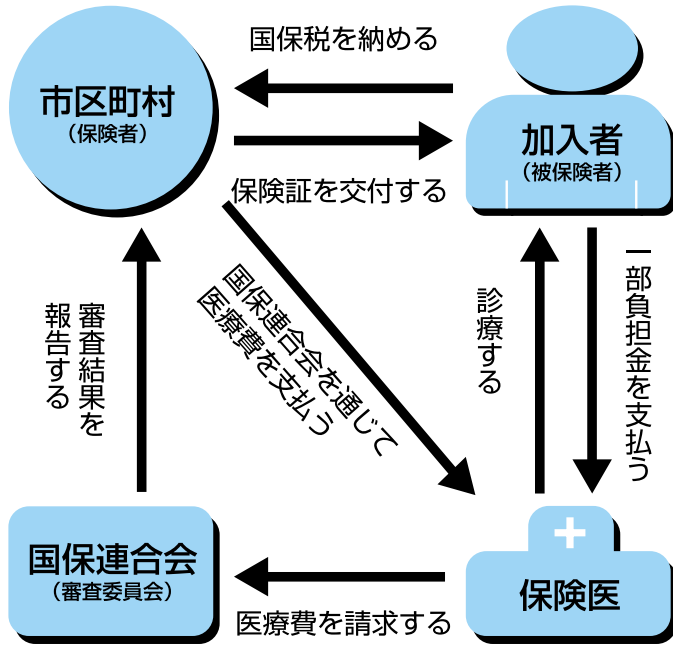 国保税を納める
市区町村
（保険者）
加入者
（被保険者）
保険証を交付する
国保連合会を通じて
医療費を支払う
審査結果を
報告する
診療する
一部負担金を支払う
国保連合会
（審査委員会）
保険医
医療費を請求する